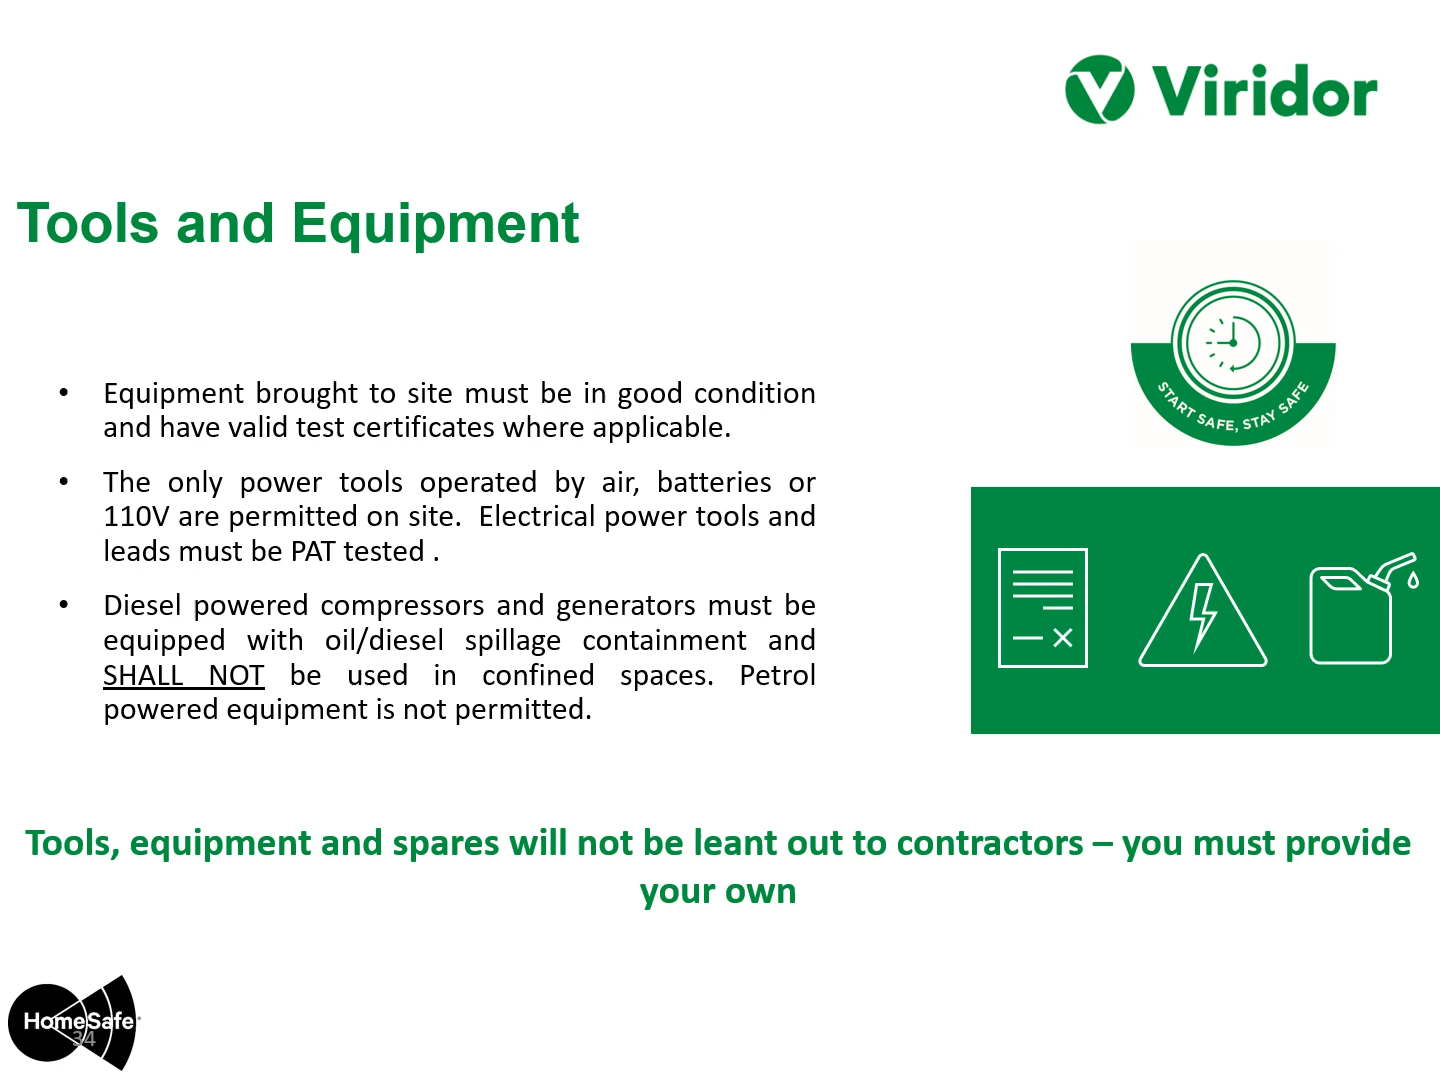 Viridor
Tools and Equipment
START SAFE, STAY SAFE
• Equipment brought to site must be in good condition
and have valid test certificates where applicable.
• The only power tools operated by air, batteries or
110V are permitted on site.  Electrical power tools and
leads must be PAT tested .
• Diesel powered compressors and generators must be
equipped with oil/diesel spillage containment and
SHALL NOT be used in confined spaces. Petrol
powered equipment is not permitted.
Tools, equipment and spares will not be leant out to contractors – you must provide
your own
HomeSafe
34